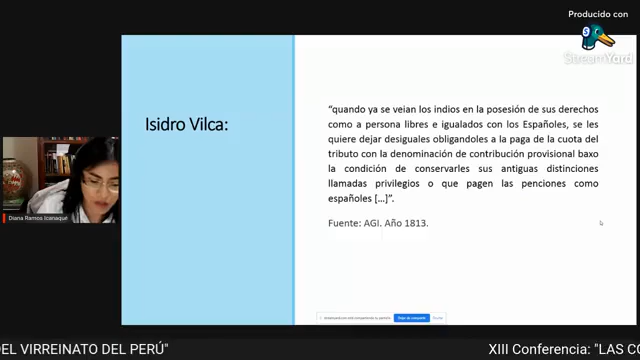 Producido con
StreamYard
Isidro Vilca:
“quando ya se veian los indios en la posesión de sus derechos
como a persona libres e igualados con los Españoles, se les
quiere dejar desiguales obligandoles a la paga de la cuota del
tributo con la denominación de contribución provisional baxo
la condición de conservarles sus antiguas distinciones
llamadas privilegios o que pagen las penciones como
españoles […]”.
Fuente: AGI. Año 1813.
Diana Ramos Icanaqué
DEL VIRREINATO DEL PERÚ"
XIII Conferencia: "LAS CO